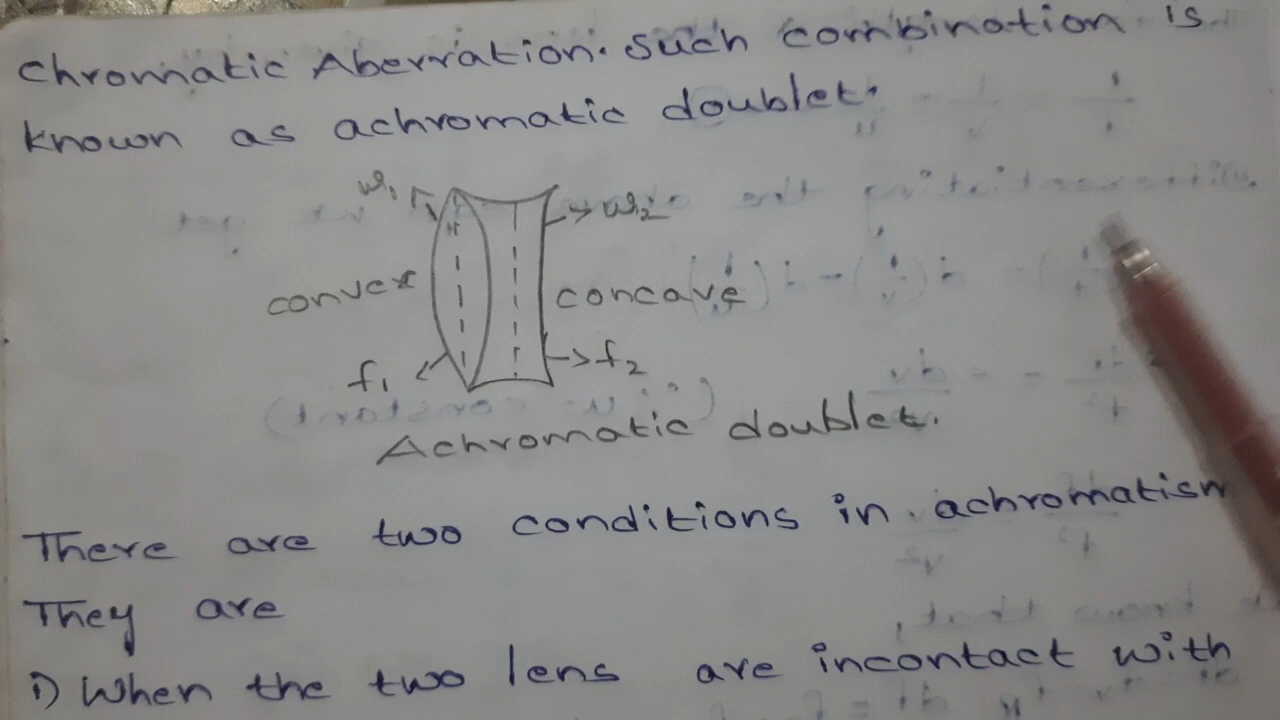 Chromatic Aberration. Such combination is
known as achromatic doublet.
ω₁
→ ω₂
convex
concave
f₁
→ f₂
Achromatic doublet.
There are two conditions in achromatism
They are
i) When the two lens are incontact with